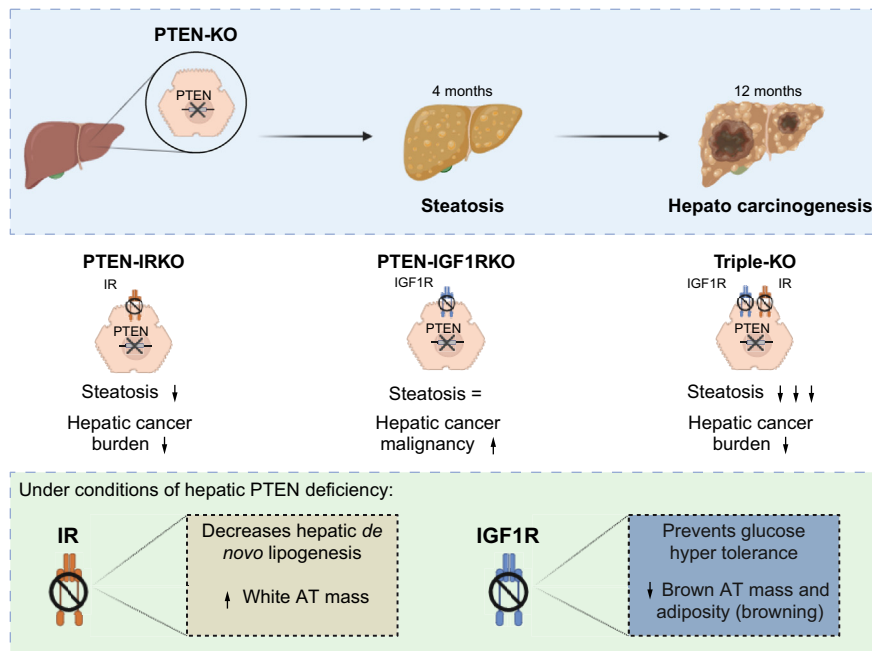 PTEN-KO
PTEN
4 months
12 months
Steatosis
Hepato carcinogenesis
PTEN-IRKO
IR
PTEN
Steatosis ↓
Hepatic cancer
burden ↓
PTEN-IGF1RKO
IGF1R
PTEN
Steatosis =
Hepatic cancer
malignancy ↑
Triple-KO
IGF1R IR
PTEN
Steatosis ↓ ↓ ↓
Hepatic cancer
burden ↓
Under conditions of hepatic PTEN deficiency:
IR
Decreases hepatic de
novo lipogenesis
↑ White AT mass
IGF1R
Prevents glucose
hyper tolerance
↓ Brown AT mass and
adiposity (browning)